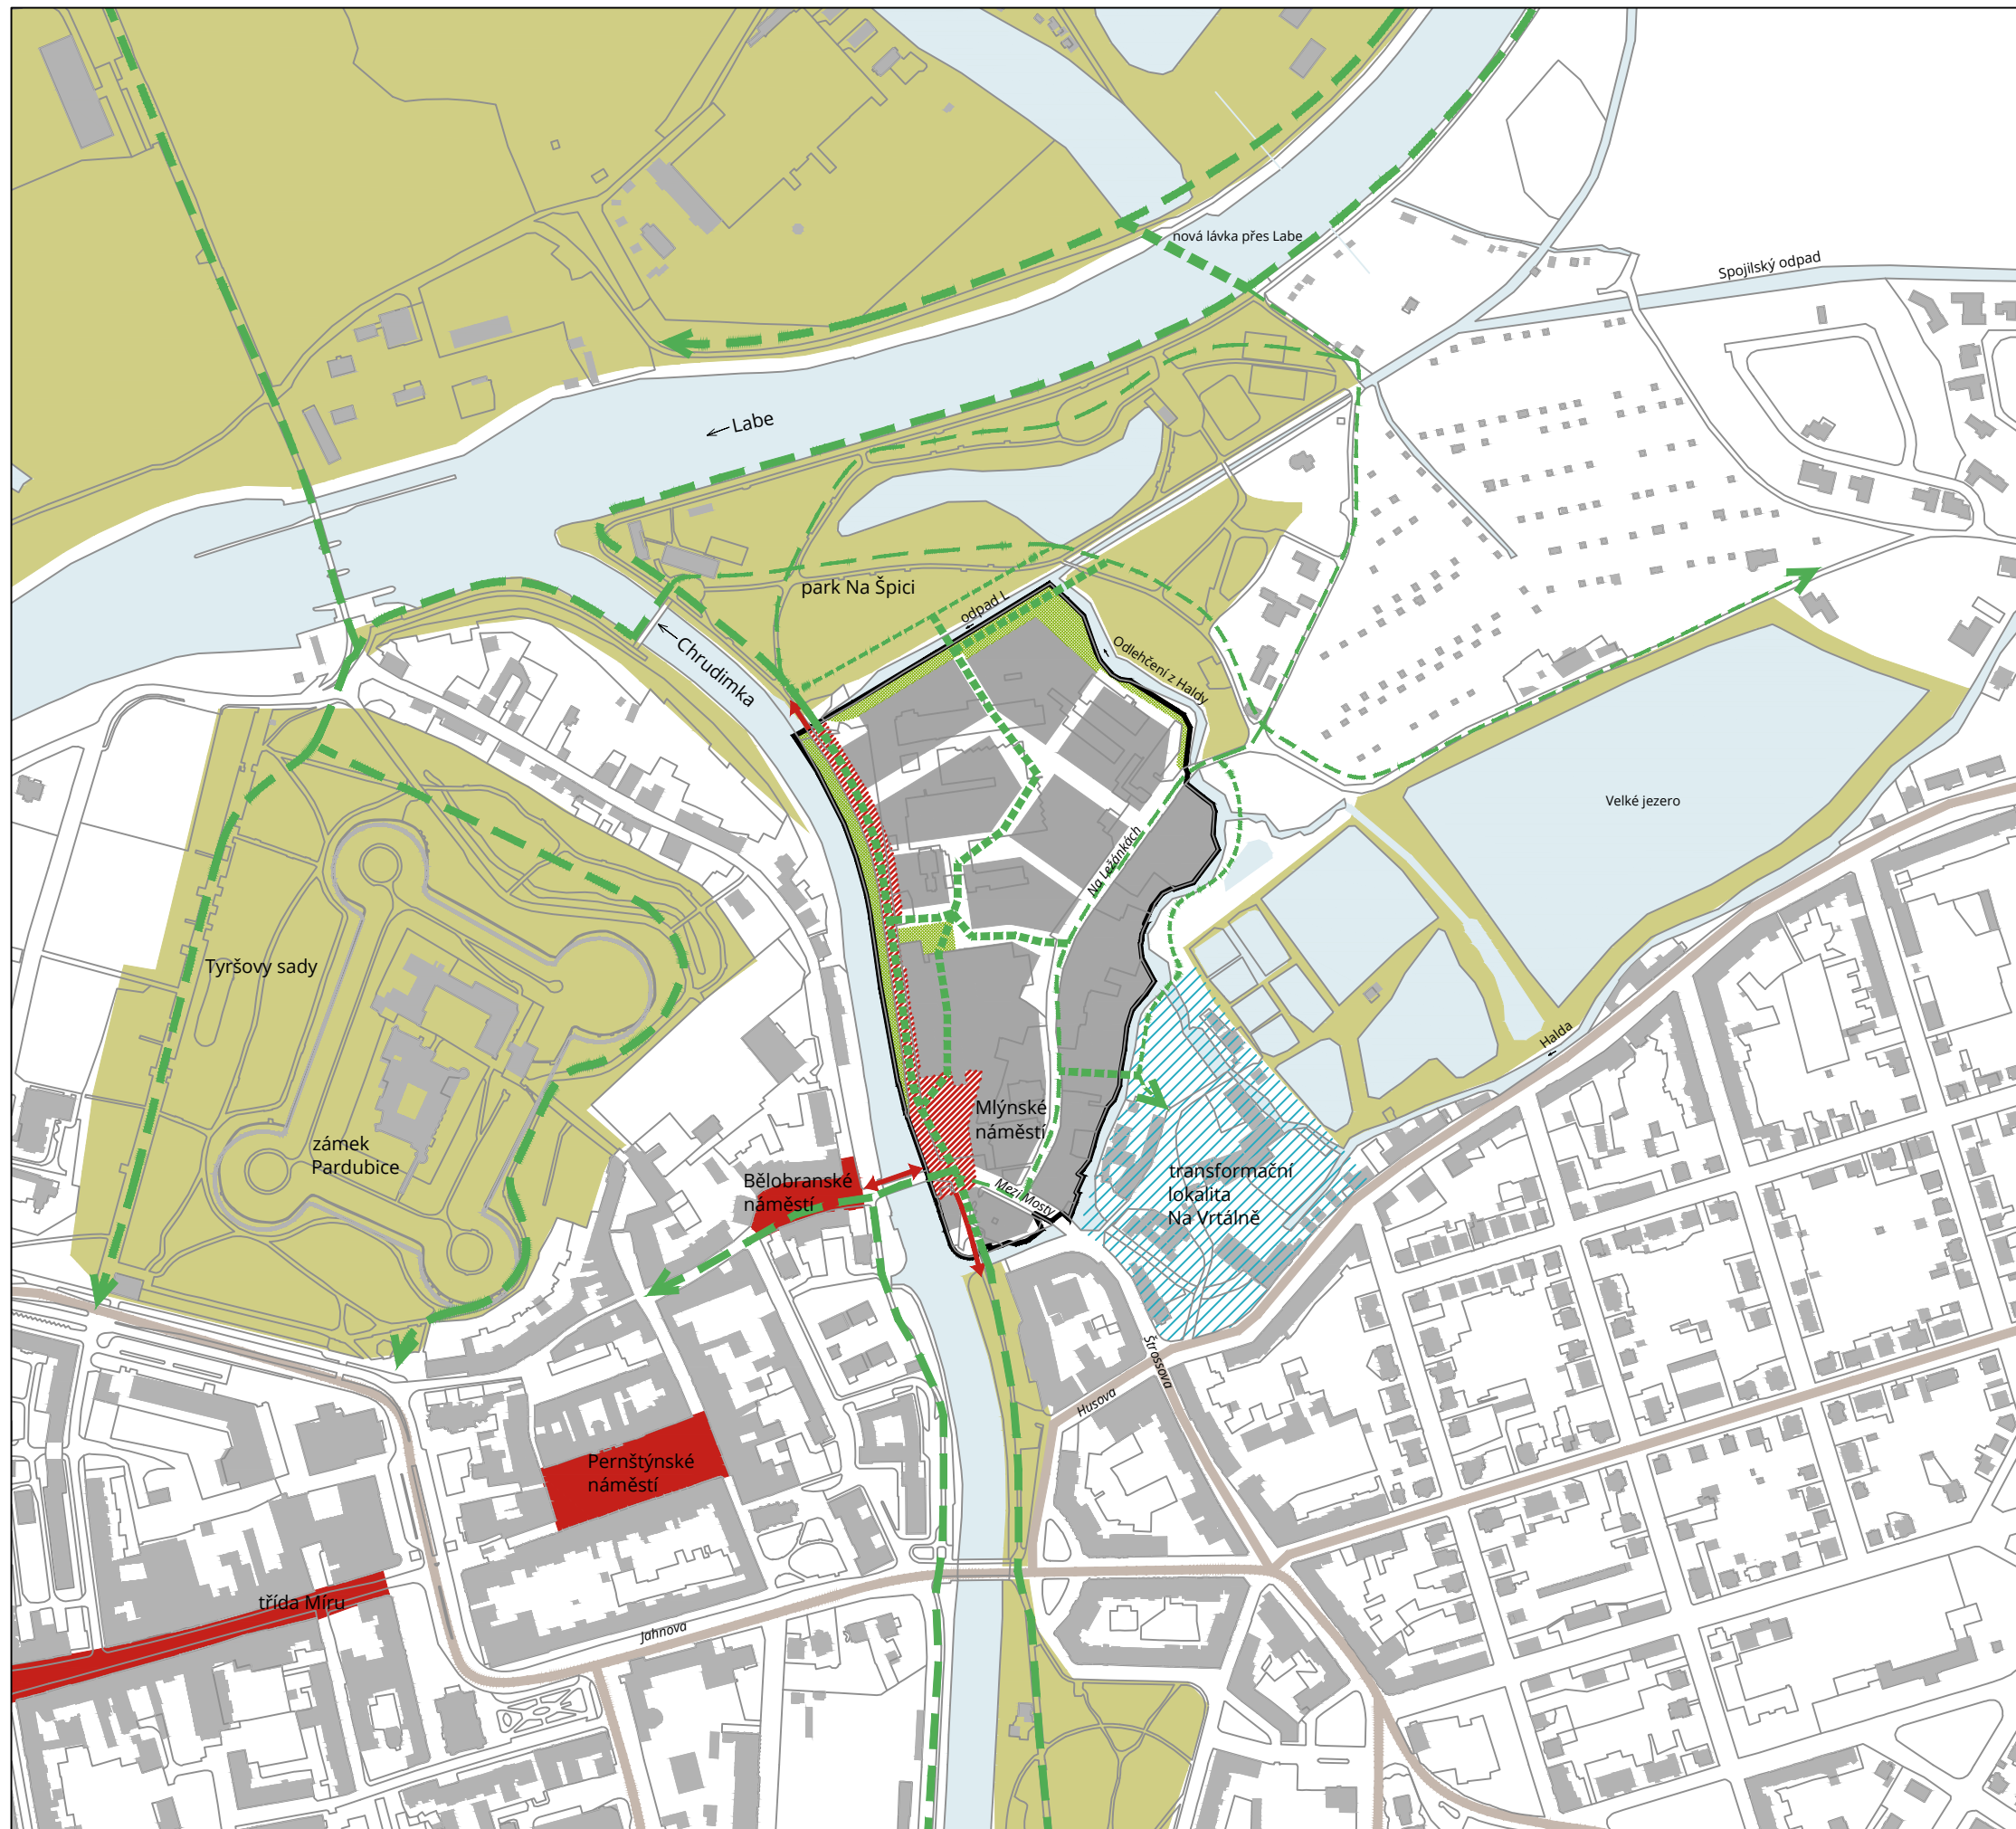 nová lávka přes Labe
Spojilský odpad
Labe
park Na Špici
odpad I.
Odlehčení z Haldy
Chrudimka
Velké jezero
Na Ležánkách
Tyršovy sady
Halda
Mlýnské
náměstí
zámek
Pardubice
Bělobranské
náměstí
Mezi Mosty
transformační
lokalita
Na Vrtálně
Štrossova
Husova
Pernštýnské
náměstí
třída Míru
Jahnova